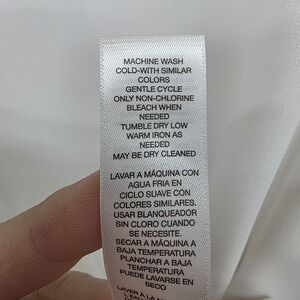 MACHINE WASH
COLD-WITH SIMILAR
COLORS
GENTLE CYCLE
ONLY NON-CHLORINE
BLEACH WHEN
NEEDED
TUMBLE DRY LOW
WARM IRON AS
NEEDED
MAY BE DRY CLEANED
LAVAR A MÁQUINA CON
AGUA FRIA EN
CICLO SUAVE CON
COLORES SIMILARES.
USAR BLANQUEADOR
SIN CLORO CUANDO
SE NECESITE.
SECAR A MÁQUINA A
BAJA TEMPERATURA
PLANCHAR A BAJA
TEMPERATURA
PUEDE LAVARSE EN
SECO
LAVER À LA